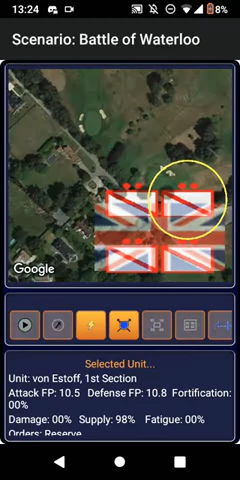 13:24
8%
Scenario: Battle of Waterloo
Google
Selected Unit...
Unit: von Estoff, 1st Section
Attack FP: 10.5 Defense FP: 10.8 Fortification:
00%
Damage: 00% Supply: 98% Fatigue: 00%
Orders: Reserve